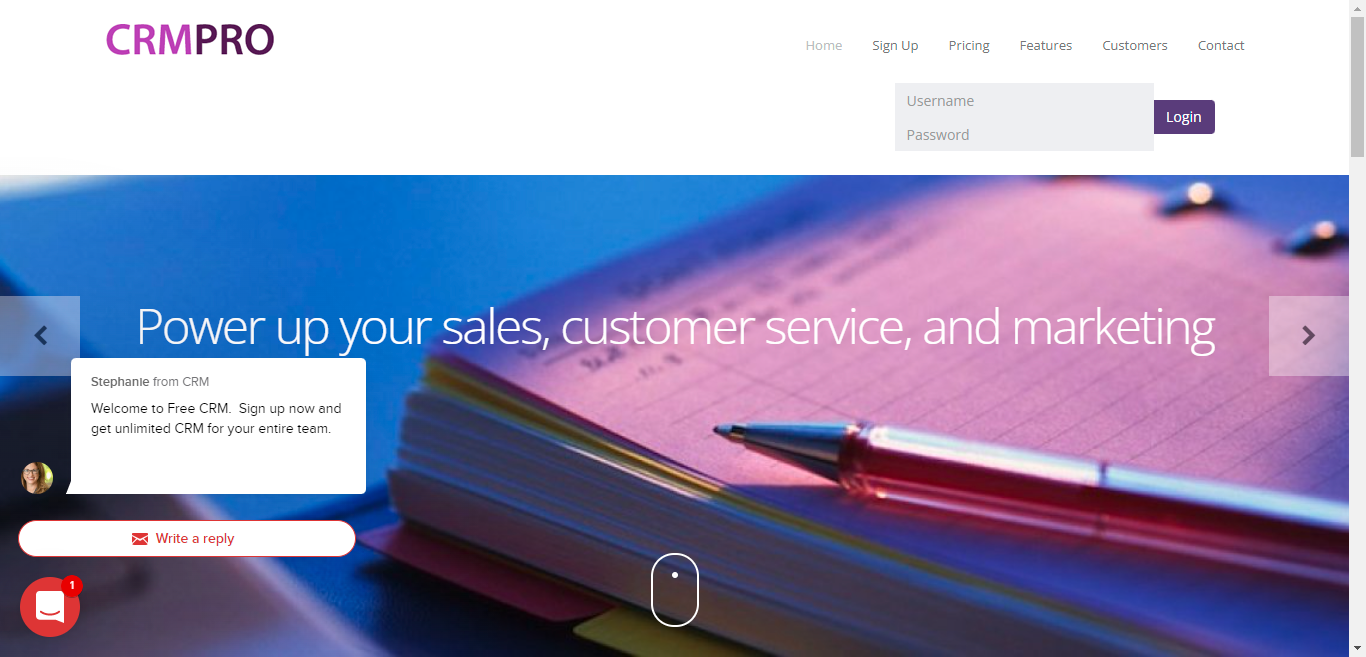 CRMPRO
Home Sign Up Pricing Features Customers Contact
Username
Password
Login
Power up your sales, customer service, and marketing
Stephanie from CRM
Welcome to Free CRM. Sign up now and
get unlimited CRM for your entire team.
Write a reply
1